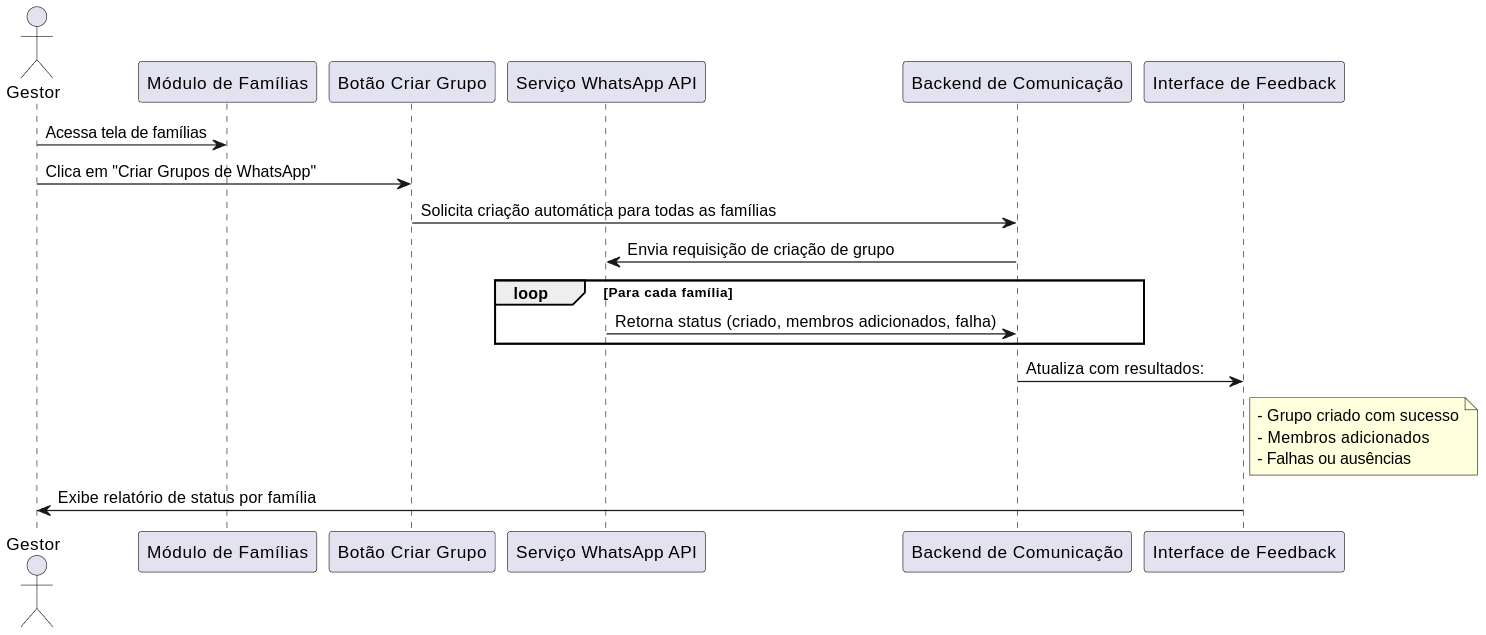 Gestor
Módulo de Famílias
Botão Criar Grupo
Serviço WhatsApp API
Backend de Comunicação
Interface de Feedback
Acessa tela de famílias
Clica em "Criar Grupos de WhatsApp"
Solicita criação automática para todas as famílias
Envia requisição de criação de grupo
loop
[Para cada família]
Retorna status (criado, membros adicionados, falha)
Atualiza com resultados:
- Grupo criado com sucesso
- Membros adicionados
- Falhas ou ausências
Exibe relatório de status por família
Gestor
Módulo de Famílias
Botão Criar Grupo
Serviço WhatsApp API
Backend de Comunicação
Interface de Feedback